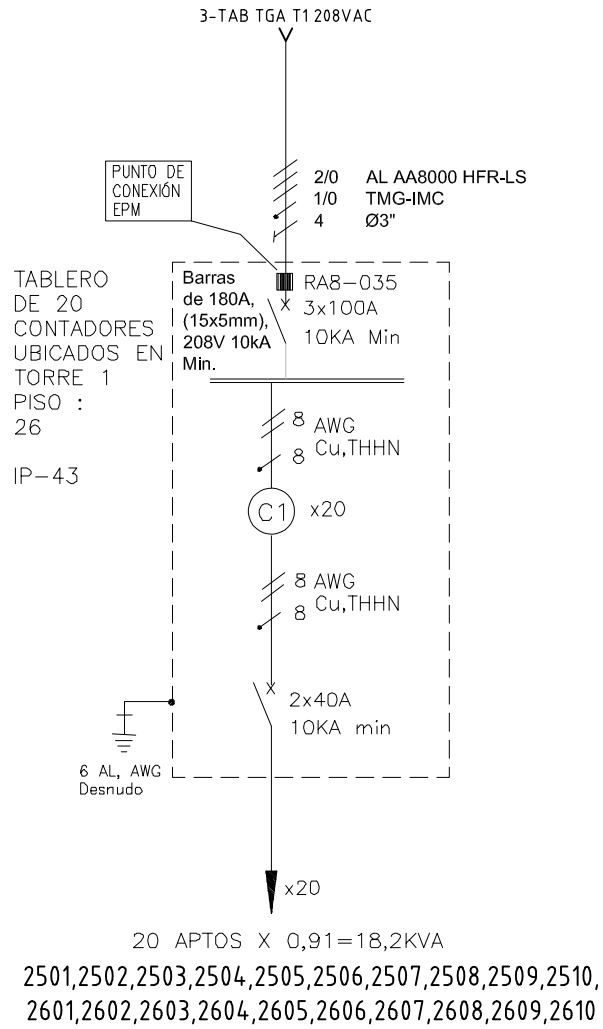 3-TAB TGA T1 208VAC
PUNTO DE
CONEXIÓN
EPM
2/0 AL AA8000 HFR-LS
1/0 TMG-IMC
4 Ø3"
TABLERO
DE 20
CONTADORES
UBICADOS EN
TORRE 1
PISO :
26
IP-43
Barras
de 180A,
(15x5mm),
208V 10kA
Min.
RA8-035
3x100A
10KA Min
8 AWG
8 Cu,THHN
C1 x20
8 AWG
8 Cu,THHN
2x40A
10KA min
6 AL, AWG
Desnudo
x20
20 APTOS X 0,91=18,2KVA
2501,2502,2503,2504,2505,2506,2507,2508,2509,2510,
2601,2602,2603,2604,2605,2606,2607,2608,2609,2610